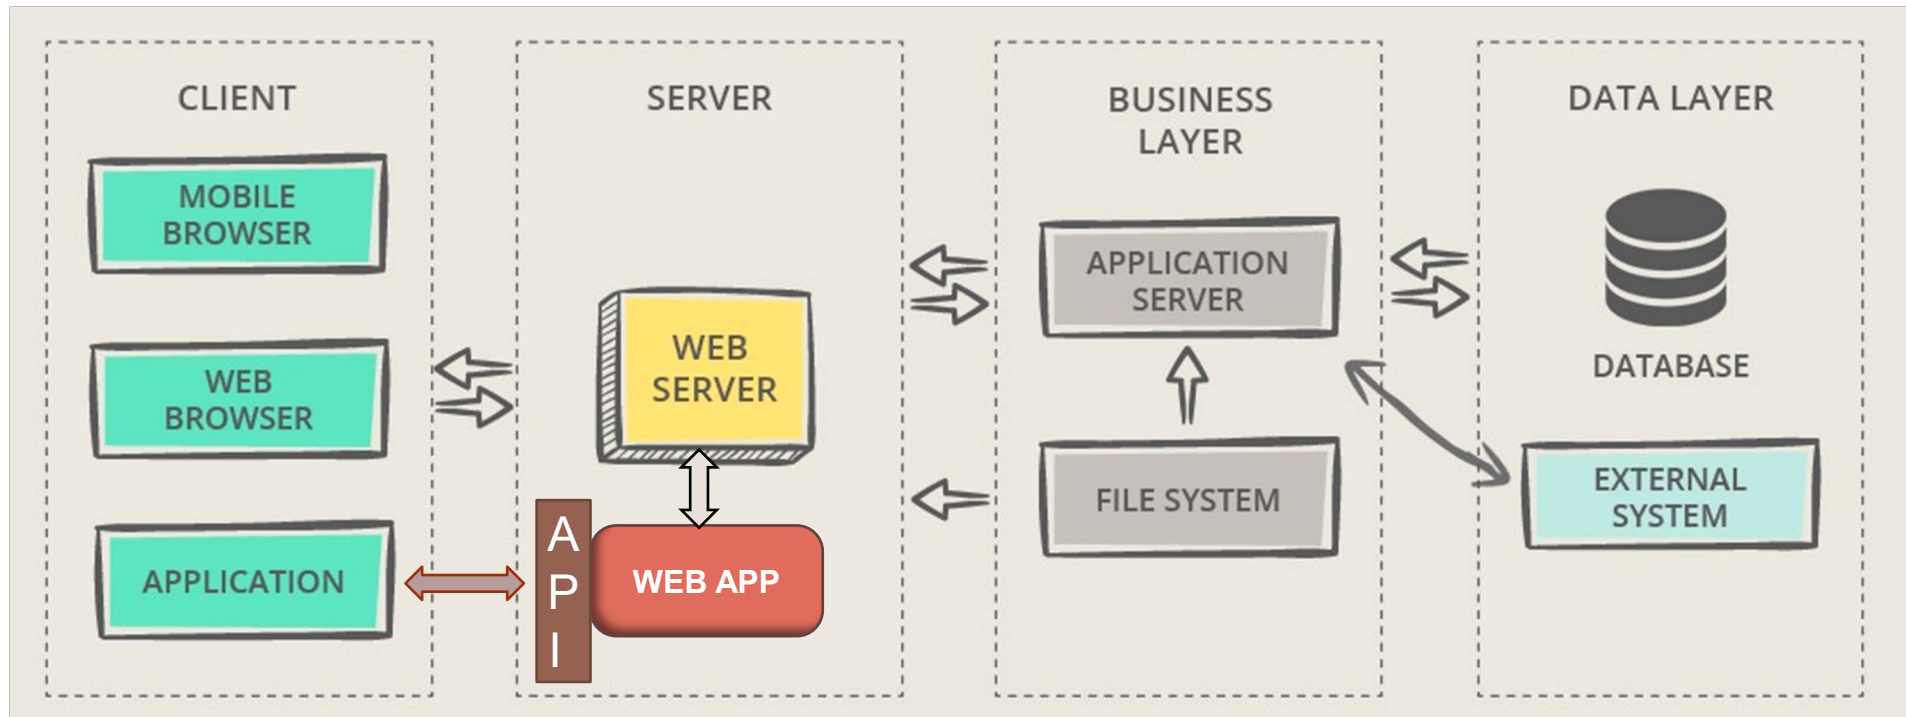 CLIENT
MOBILE
BROWSER
WEB
BROWSER
APPLICATION
SERVER
WEB
SERVER
A
P
I
WEB APP
BUSINESS
LAYER
APPLICATION
SERVER
FILE SYSTEM
DATA LAYER
DATABASE
EXTERNAL
SYSTEM